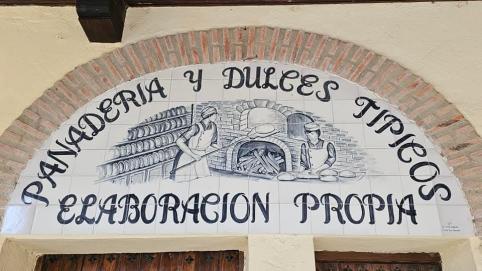 PANADERIA Y DULCES TIPICOS
ELABORACION PROPIA